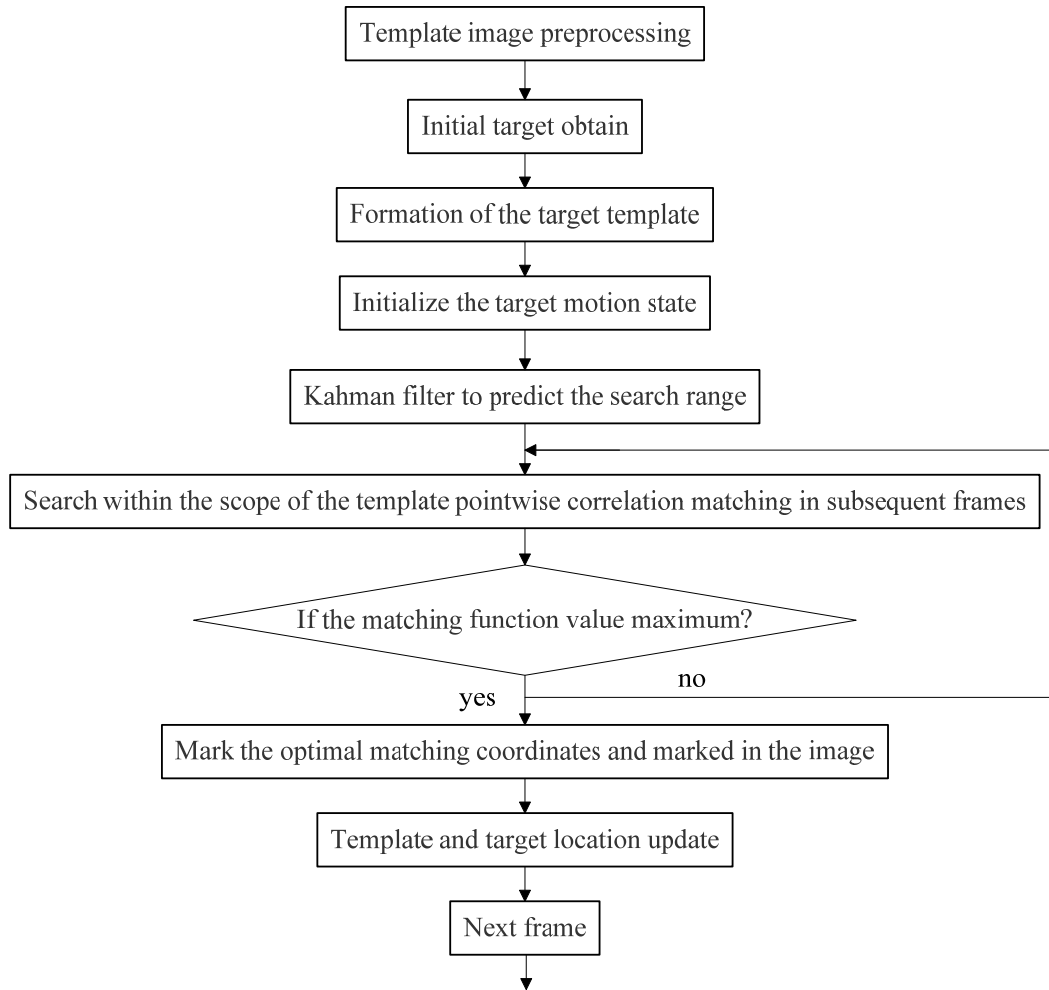 Template image preprocessing
Initial target obtain
Formation of the target template
Initialize the target motion state
Kahman filter to predict the search range
Search within the scope of the template pointwise correlation matching in subsequent frames
If the matching function value maximum?
no
yes
Mark the optimal matching coordinates and marked in the image
Template and target location update
Next frame